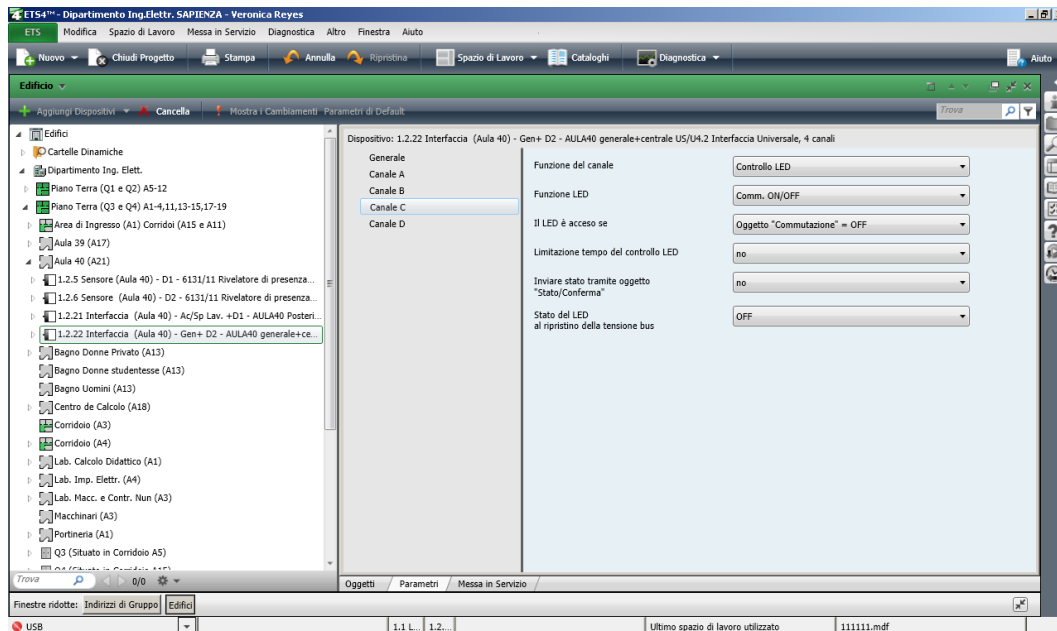 ETS4™ - Dipartimento Ing.Elettr. SAPIENZA - Veronica Reyes
ETS Modifica Spazio di Lavoro Messa in Servizio Diagnostica Altro Finestra Aiuto
Nuovo Chiudi Progetto Stampa Annulla Ripristina Spazio di Lavoro Cataloghi Diagnostica Aiuto
Edificio
Aggiungi Dispositivi Cancella Mostra i Cambiamenti Parametri di Default Trova
Edifici
Cartelle Dinamiche
Dipartimento Ing. Elett.
Piano Terra (Q1 e Q2) A5-12
Piano Terra (Q3 e Q4) A1-4,11,13-15,17-19
Area di Ingresso (A1) Corridoi (A15 e A11)
Aula 39 (A17)
Aula 40 (A21)
1.2.5 Sensore (Aula 40) - D1 - 6131/11 Rivelatore di presenza...
1.2.6 Sensore (Aula 40) - D2 - 6131/11 Rivelatore di presenza...
1.2.21 Interfaccia (Aula 40) - Ac/Sp Lav. +D1 - AULA40 Posteri...
1.2.22 Interfaccia (Aula 40) - Gen+ D2 - AULA40 generale+ce...
Bagno Donne Privato (A13)
Bagno Donne studentesse (A13)
Bagno Uomini (A13)
Centro de Calcolo (A18)
Corridoio (A3)
Corridoio (A4)
Lab. Calcolo Didattico (A1)
Lab. Imp. Elettr. (A4)
Lab. Macc. e Contr. Nun (A3)
Macchinari (A3)
Portineria (A1)
Q3 (Situato in Corridoio A5)
Trova 0/0
Dispositivo: 1.2.22 Interfaccia (Aula 40) - Gen+ D2 - AULA40 generale+centrale US/U4.2 Interfaccia Universale, 4 canali
Generale
Canale A
Canale B
Canale C
Canale D
Funzione del canale Controllo LED
Funzione LED Comm. ON/OFF
Il LED è acceso se Oggetto "Commutazione" = OFF
Limitazione tempo del controllo LED no
Inviare stato tramite oggetto
"Stato/Conferma" no
Stato del LED
al ripristino della tensione bus OFF
Oggetti Parametri Messa in Servizio
Finestre ridotte: Indirizzi di Gruppo Edifici
USB 1.1 L... 1.2.... Ultimo spazio di lavoro utilizzato 111111.mdf